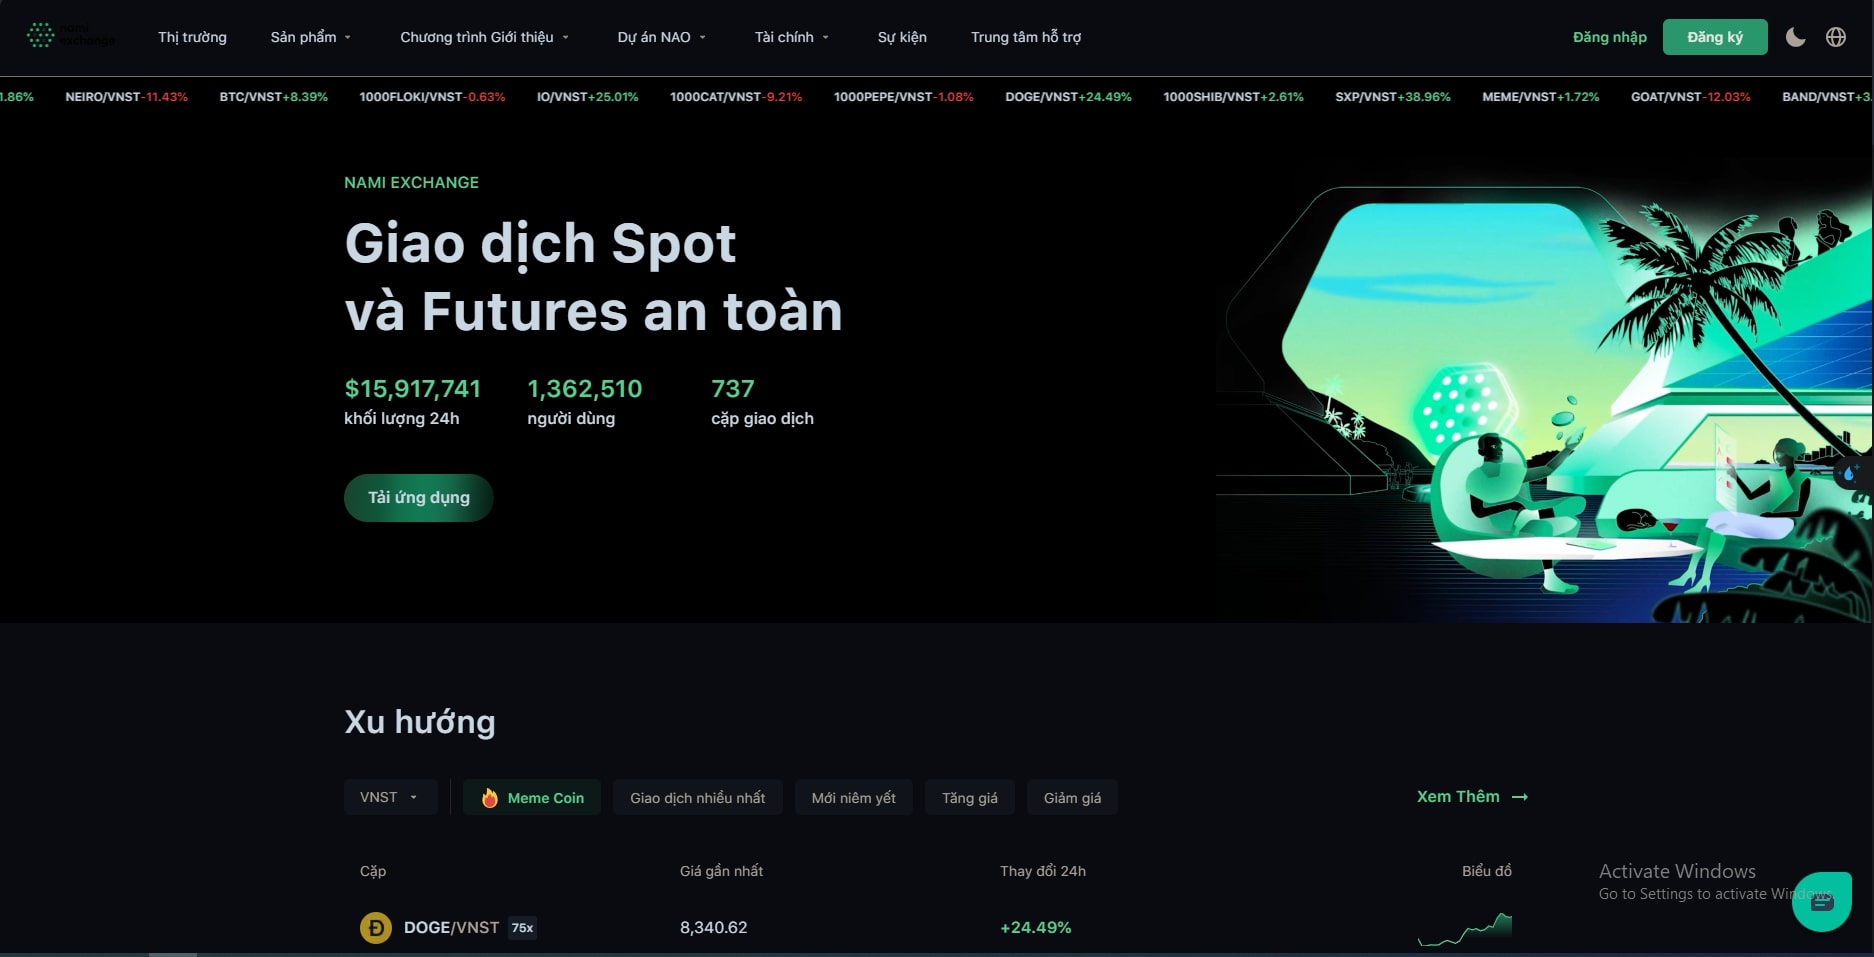 nami
exchange
Thị trường
Sản phẩm
Chương trình Giới thiệu
Dự án NAO
Tài chính
Sự kiện
Trung tâm hỗ trợ
Đăng nhập
Đăng ký
1.86%
NEIRO/VNST-11.43%
BTC/VNST+8.39%
1000FLOKI/VNST-0.63%
IO/VNST+25.01%
1000CAT/VNST-9.21%
1000PEPE/VNST-1.08%
DOGE/VNST+24.49%
1000SHIB/VNST+2.61%
SXP/VNST+38.96%
MEME/VNST+1.72%
GOAT/VNST-12.03%
BAND/VNST+3.
NAMI EXCHANGE
Giao dịch Spot
và Futures an toàn
$15,917,741
khối lượng 24h
1,362,510
người dùng
737
cặp giao dịch
Tải ứng dụng
Xu hướng
VNST
Meme Coin
Giao dịch nhiều nhất
Mới niêm yết
Tăng giá
Giảm giá
Xem Thêm →
Cặp
Giá gần nhất
Thay đổi 24h
Biểu đồ
DOGE/VNST 75x
8,340.62
+24.49%
Activate Windows
Go to Settings to activate Windows.